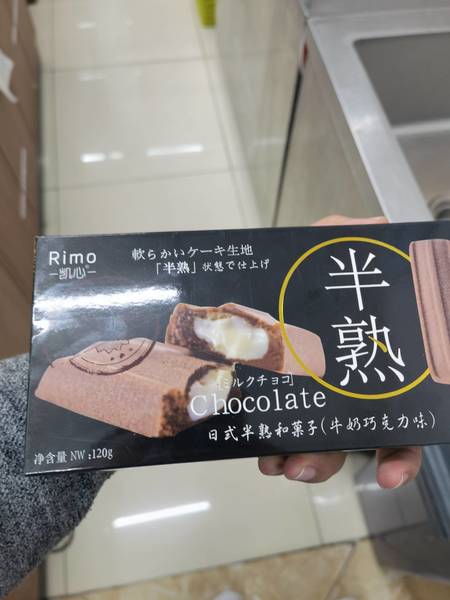 Rimo
–凯心–
軟らかいケーキ生地
「半熟」状態で仕上げ
半熟
[ミルクチョコ]
Chocolate
日式半熟和菓子(牛奶巧克力味)
净含量 NW:120g